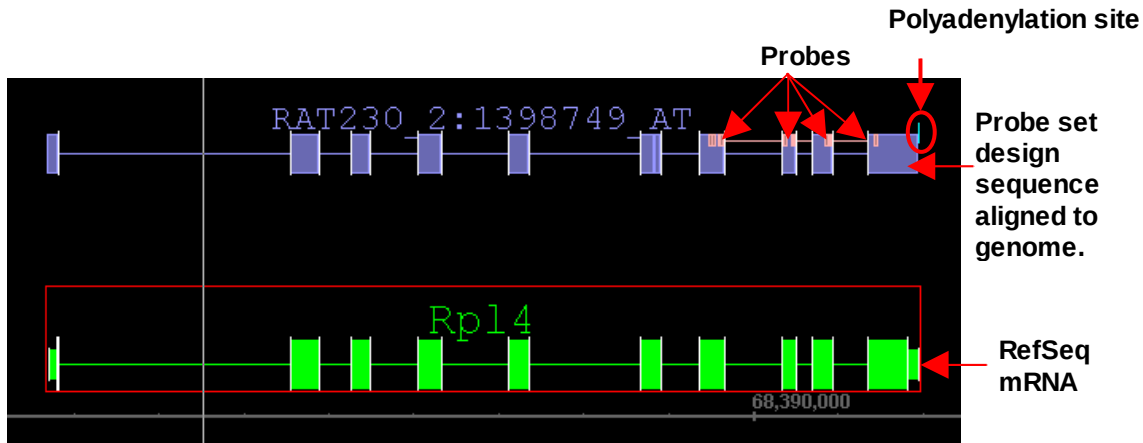 Polyadenylation site
Probes
RAT230_2:1398749_AT
Probe set
design
sequence
aligned to
genome.
Rpl4
RefSeq
mRNA
68,390,000